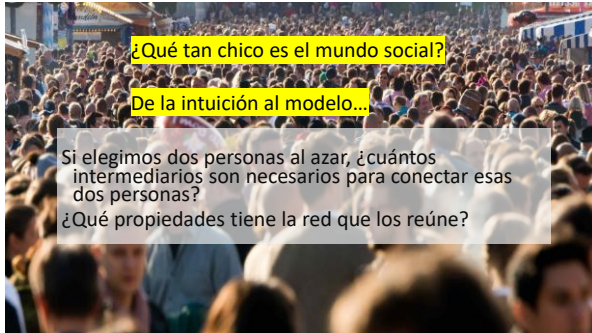 ¿Qué tan chico es el mundo social?
De la intuición al modelo…
Si elegimos dos personas al azar, ¿cuántos
intermediarios son necesarios para conectar esas
dos personas?
¿Qué propiedades tiene la red que los reúne?